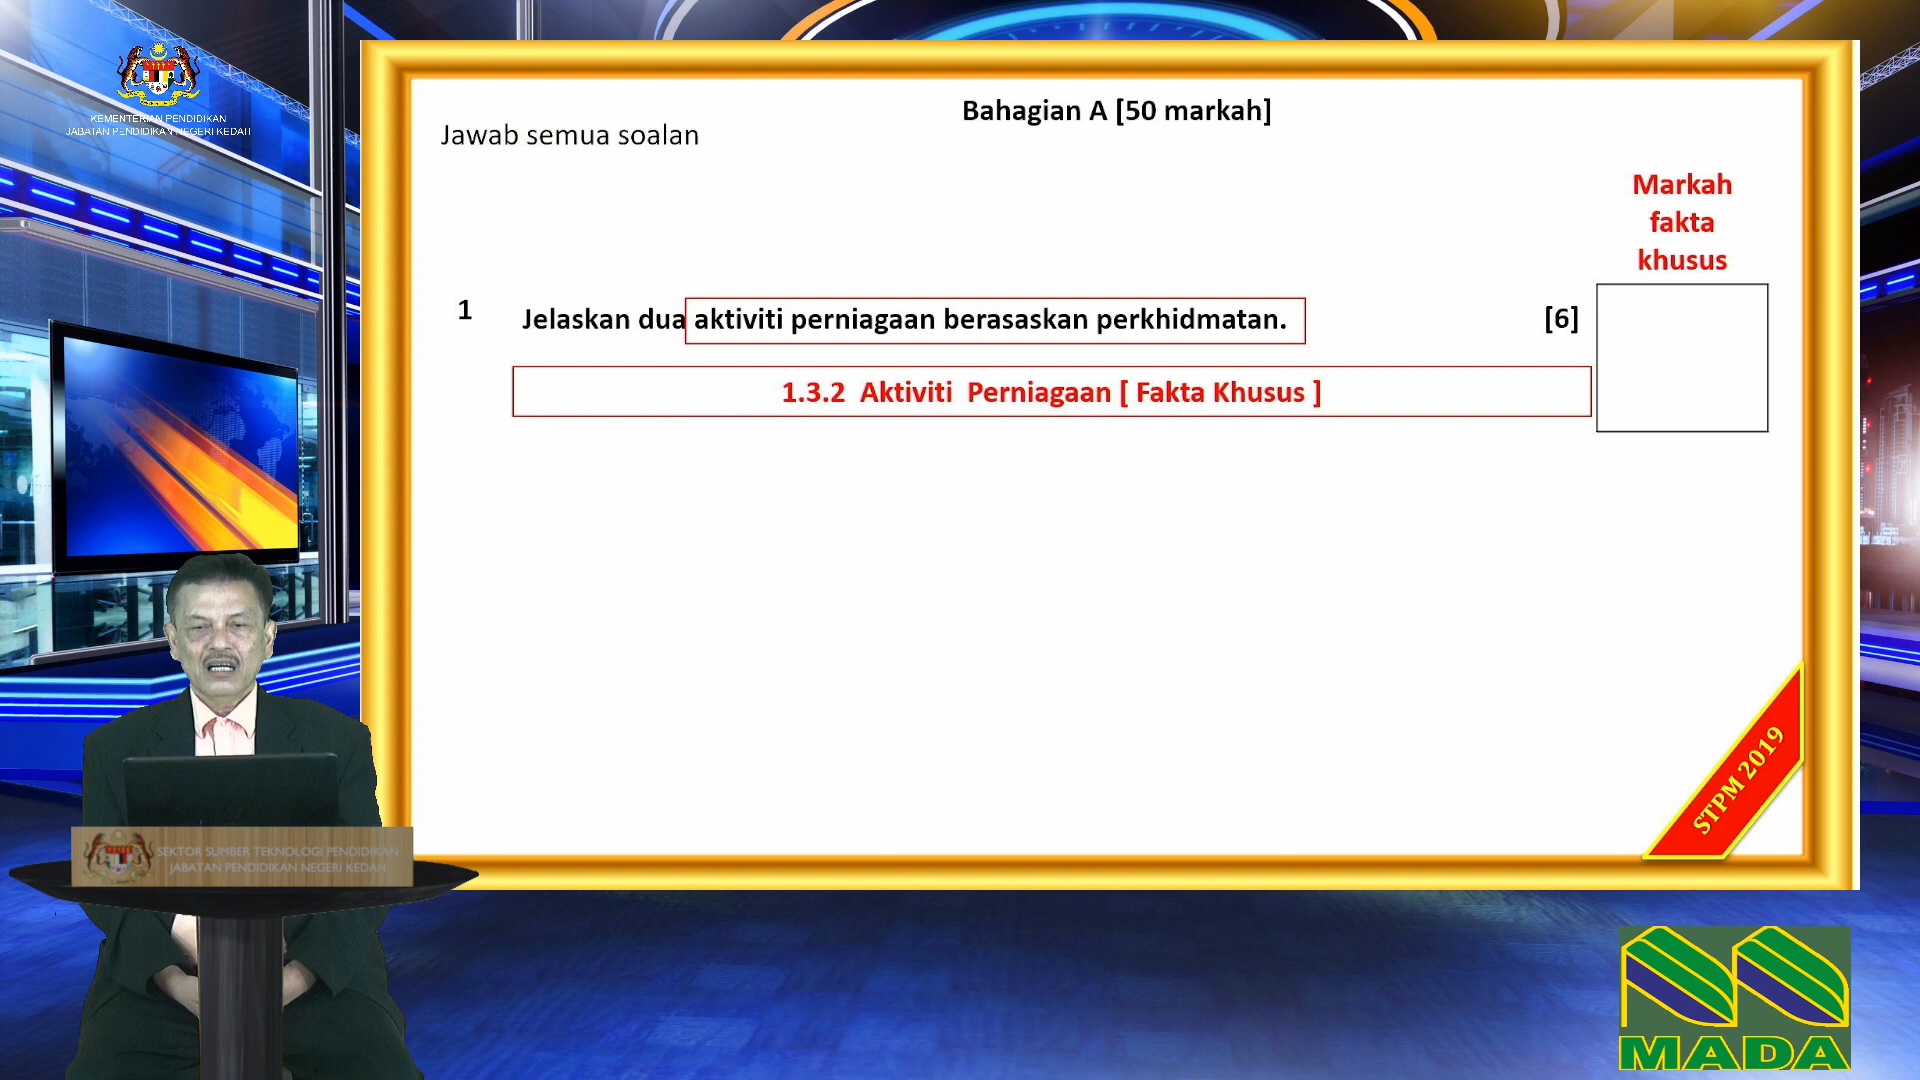 KEMENTERIAN PENDIDIKAN
JABATAN PENDIDIKAN NEGERI KEDAH
Bahagian A [50 markah]
Jawab semua soalan
Markah
fakta
khusus
1 Jelaskan dua aktiviti perniagaan berasaskan perkhidmatan. [6]
1.3.2 Aktiviti Perniagaan [ Fakta Khusus ]
STPM 2019
SEKTOR SUMBER TEKNOLOGI PENDIDIKAN
JABATAN PENDIDIKAN NEGERI KEDAH
MADA